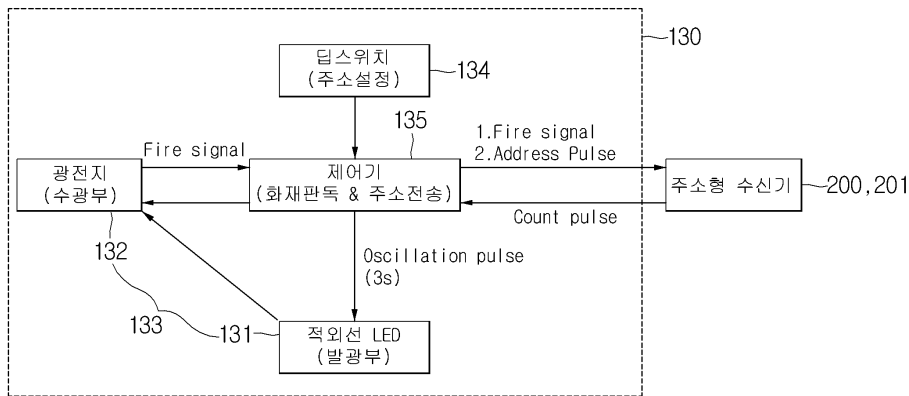 130
딥스위치
(주소설정)
134
135
1.Fire signal
2.Address Pulse
Fire signal
광전지
(수광부)
제어기
(화재판독 & 주소전송)
주소형 수신기
200,201
Count pulse
132
Oscillation pulse
(3s)
133
131
적외선 LED
(발광부)